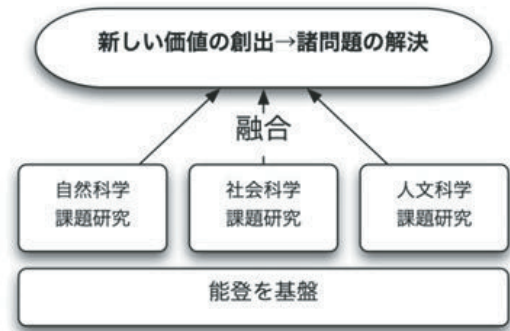 新しい価値の創出→諸問題の解決
融合
自然科学
課題研究
社会科学
課題研究
人文科学
課題研究
能登を基盤